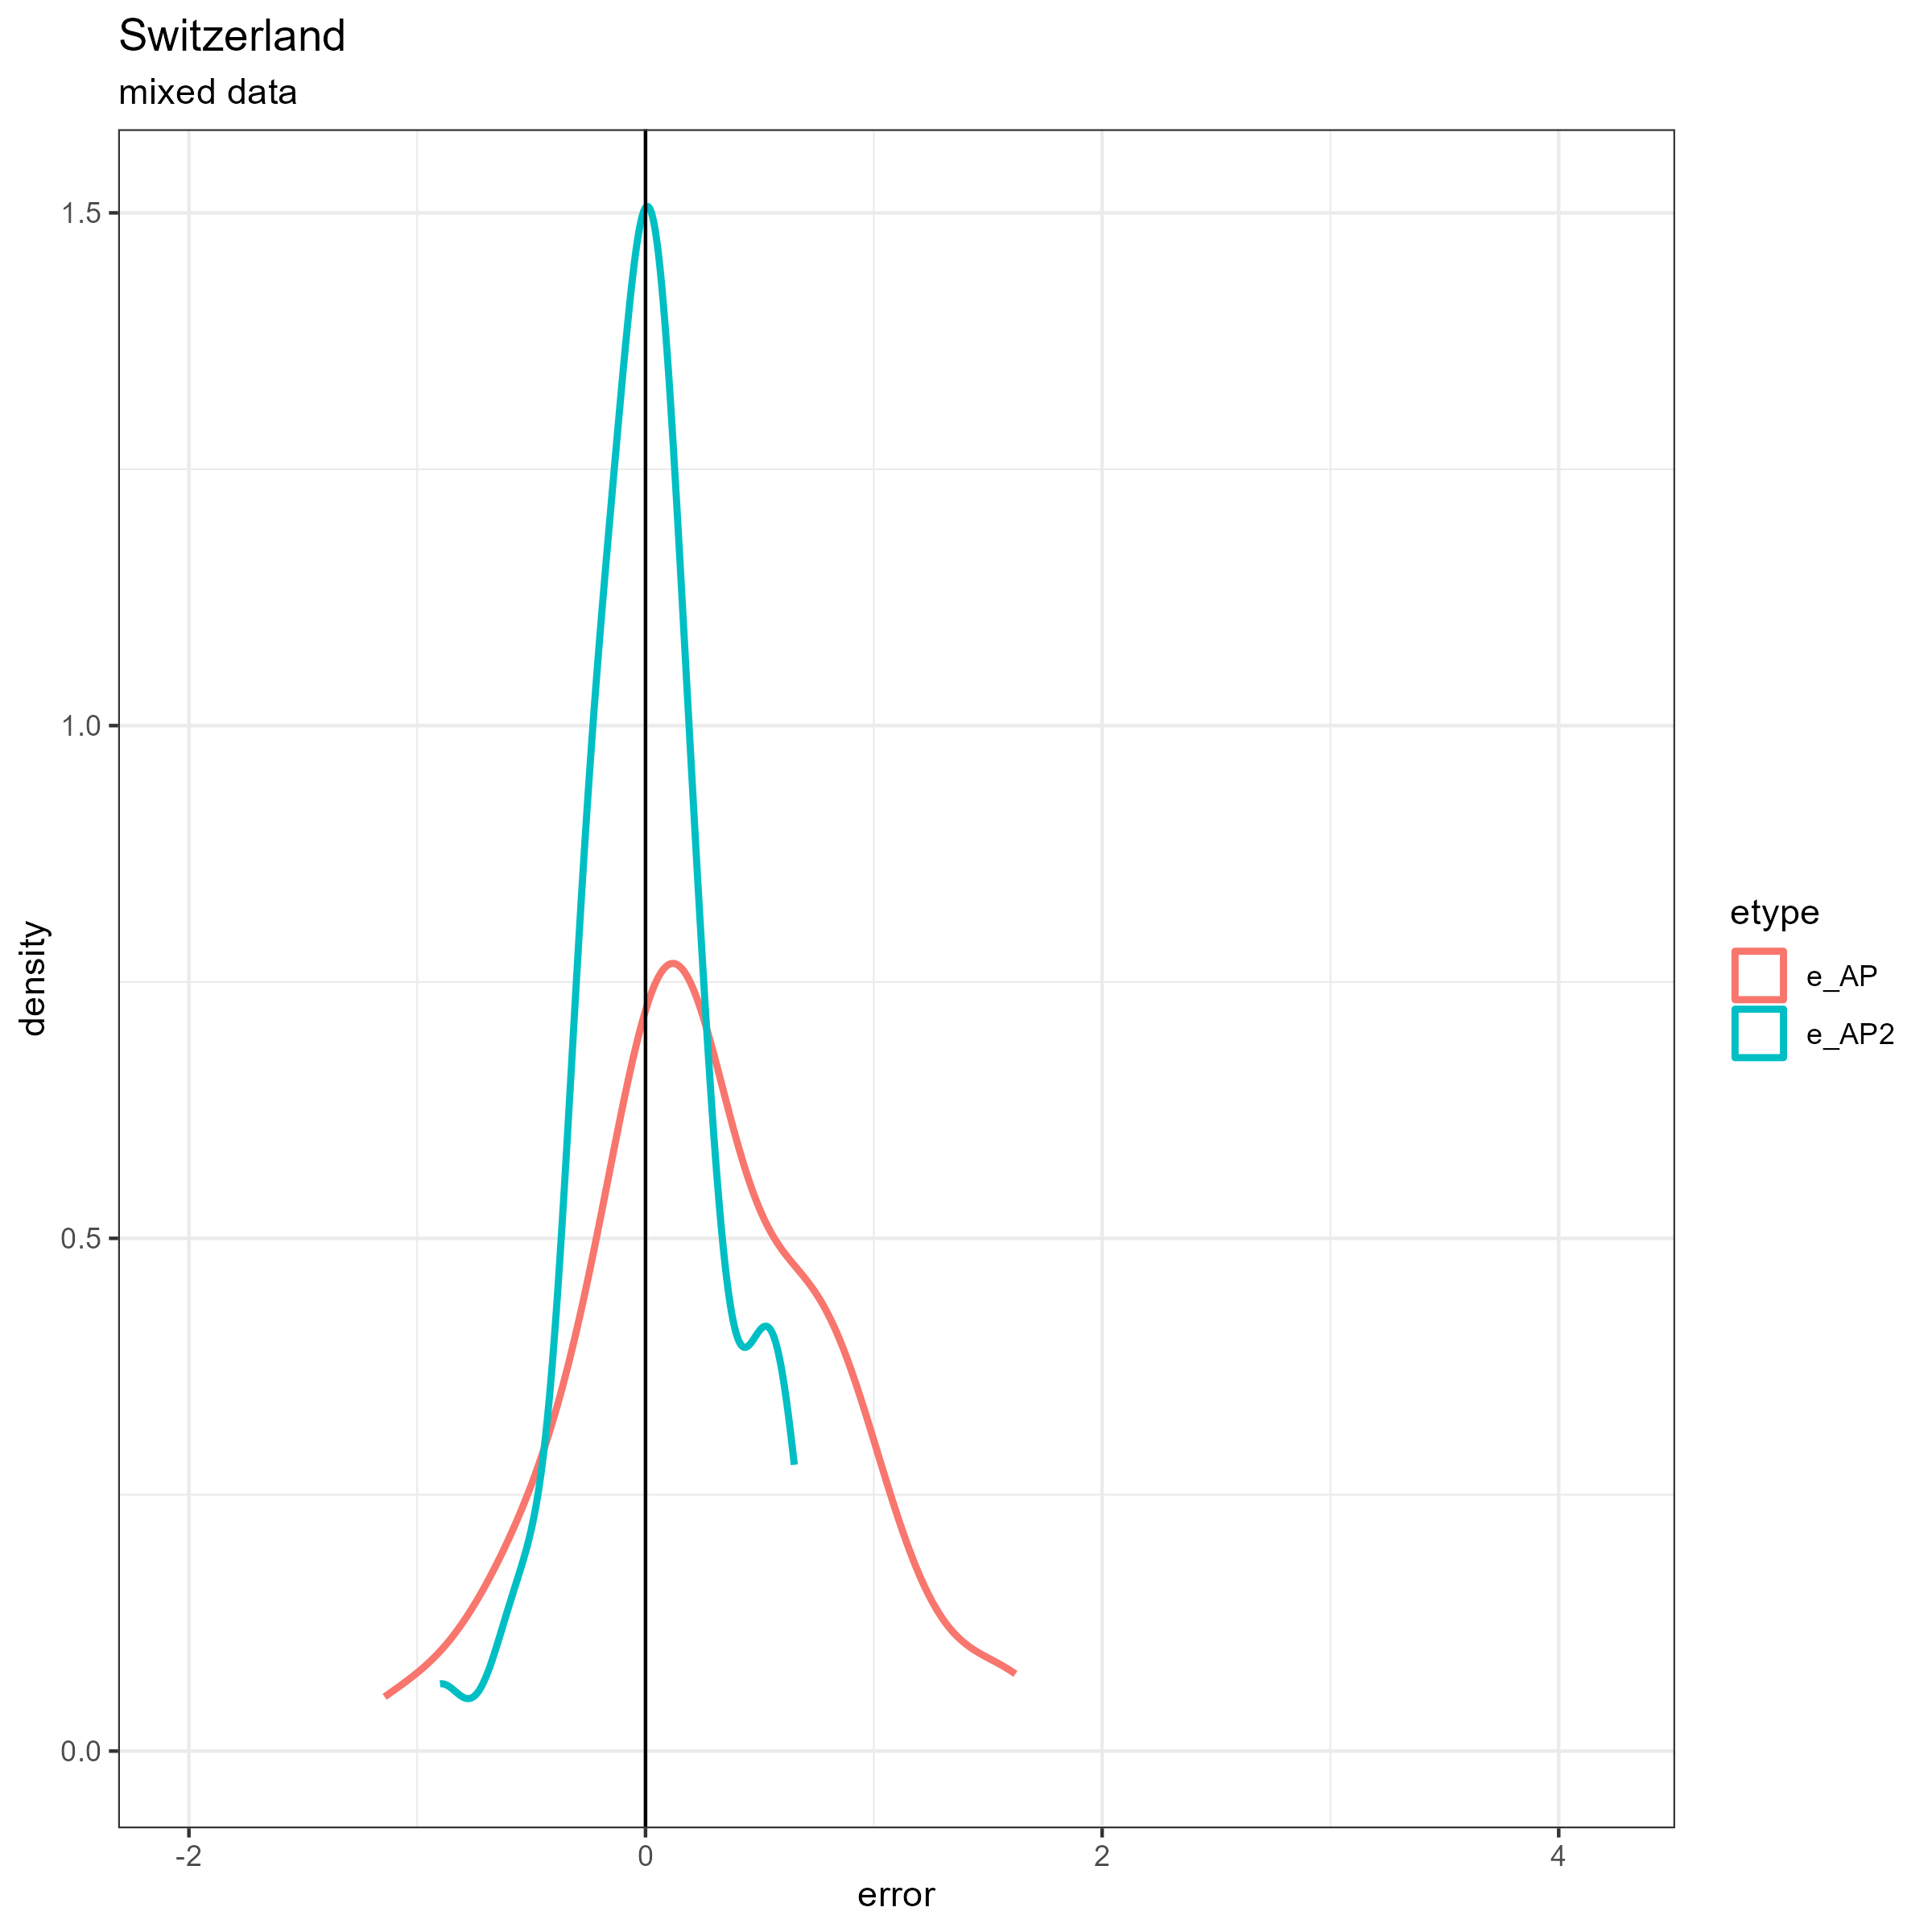 Switzerland
mixed data
1.5
1.0
0.5
0.0
density
-2
0
2
4
error
etype
e_AP
e_AP2